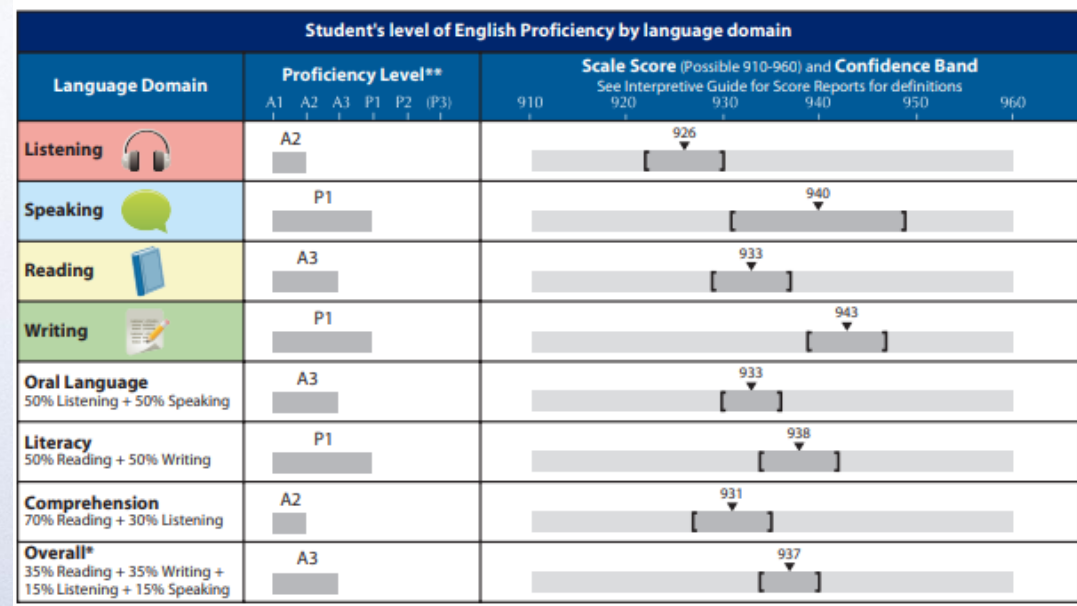 Student's level of English Proficiency by language domain
Language Domain
Proficiency Level**
A1 A2 A3 P1 P2 (P3)
Scale Score (Possible 910-960) and Confidence Band
See Interpretive Guide for Score Reports for definitions
910 920 930 940 950 960
Listening
A2
926
[ ]
Speaking
P1
940
[ ]
Reading
A3
933
[ ]
Writing
P1
943
[ ]
Oral Language
50% Listening + 50% Speaking
A3
933
[ ]
Literacy
50% Reading + 50% Writing
P1
938
[ ]
Comprehension
70% Reading + 30% Listening
A2
931
[ ]
Overall*
35% Reading + 35% Writing +
15% Listening + 15% Speaking
A3
937
[ ]